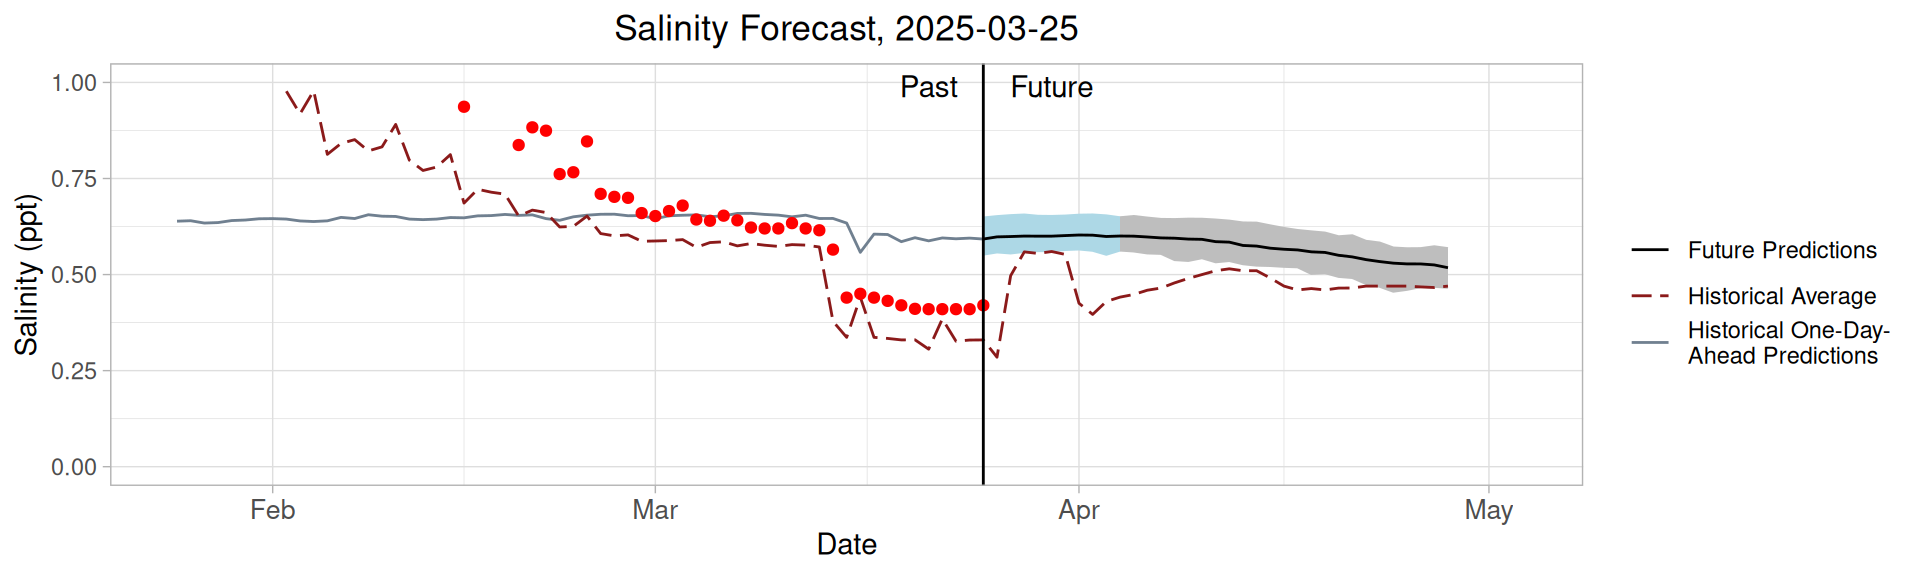 Salinity Forecast, 2025-03-25
Past
Future
1.00
0.75
0.50
0.25
0.00
Salinity (ppt)
Feb
Mar
Apr
May
Date
Future Predictions
Historical Average
Historical One-Day-
Ahead Predictions